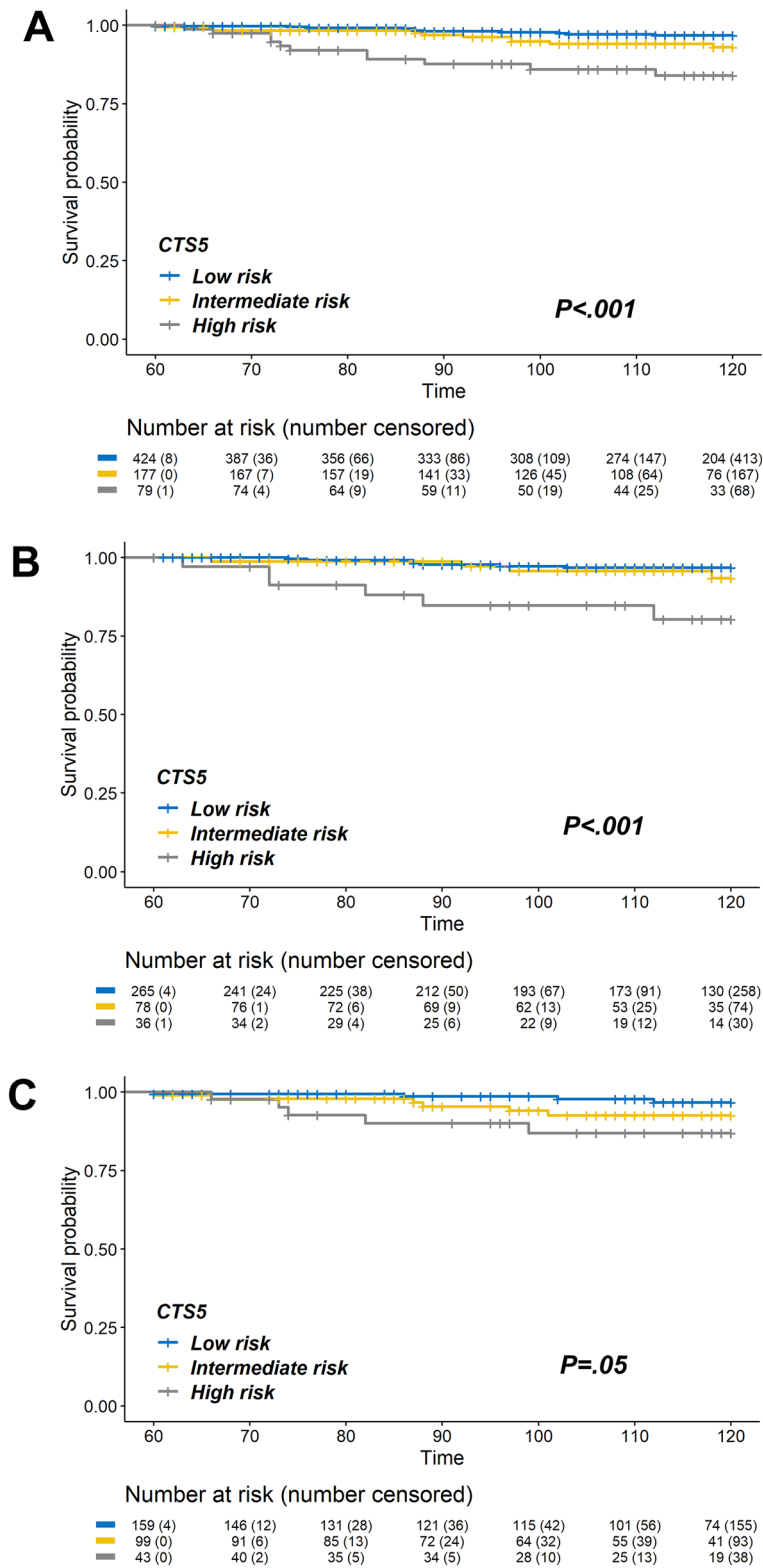 A
Survival probability
1.00
0.75
0.50
0.25
0.00
CTS5
Low risk
Intermediate risk
High risk
P<.001
60 70 80 90 100 110 120
Time
Number at risk (number censored)
424 (8) 387 (36) 356 (66) 333 (86) 308 (109) 274 (147) 204 (413)
177 (0) 167 (7) 157 (19) 141 (33) 126 (45) 108 (64) 76 (167)
79 (1) 74 (4) 64 (9) 59 (11) 50 (19) 44 (25) 33 (68)
B
Survival probability
1.00
0.75
0.50
0.25
0.00
CTS5
Low risk
Intermediate risk
High risk
P<.001
60 70 80 90 100 110 120
Time
Number at risk (number censored)
265 (4) 241 (24) 225 (38) 212 (50) 193 (67) 173 (91) 130 (258)
78 (0) 76 (1) 72 (6) 69 (9) 62 (13) 53 (25) 35 (74)
36 (1) 34 (2) 29 (4) 25 (6) 22 (9) 19 (12) 14 (30)
C
Survival probability
1.00
0.75
0.50
0.25
0.00
CTS5
Low risk
Intermediate risk
High risk
P=.05
60 70 80 90 100 110 120
Time
Number at risk (number censored)
159 (4) 146 (12) 131 (28) 121 (36) 115 (42) 101 (56) 74 (155)
99 (0) 91 (6) 85 (13) 72 (24) 64 (32) 55 (39) 41 (93)
43 (0) 40 (2) 35 (5) 34 (5) 28 (10) 25 (13) 19 (38)